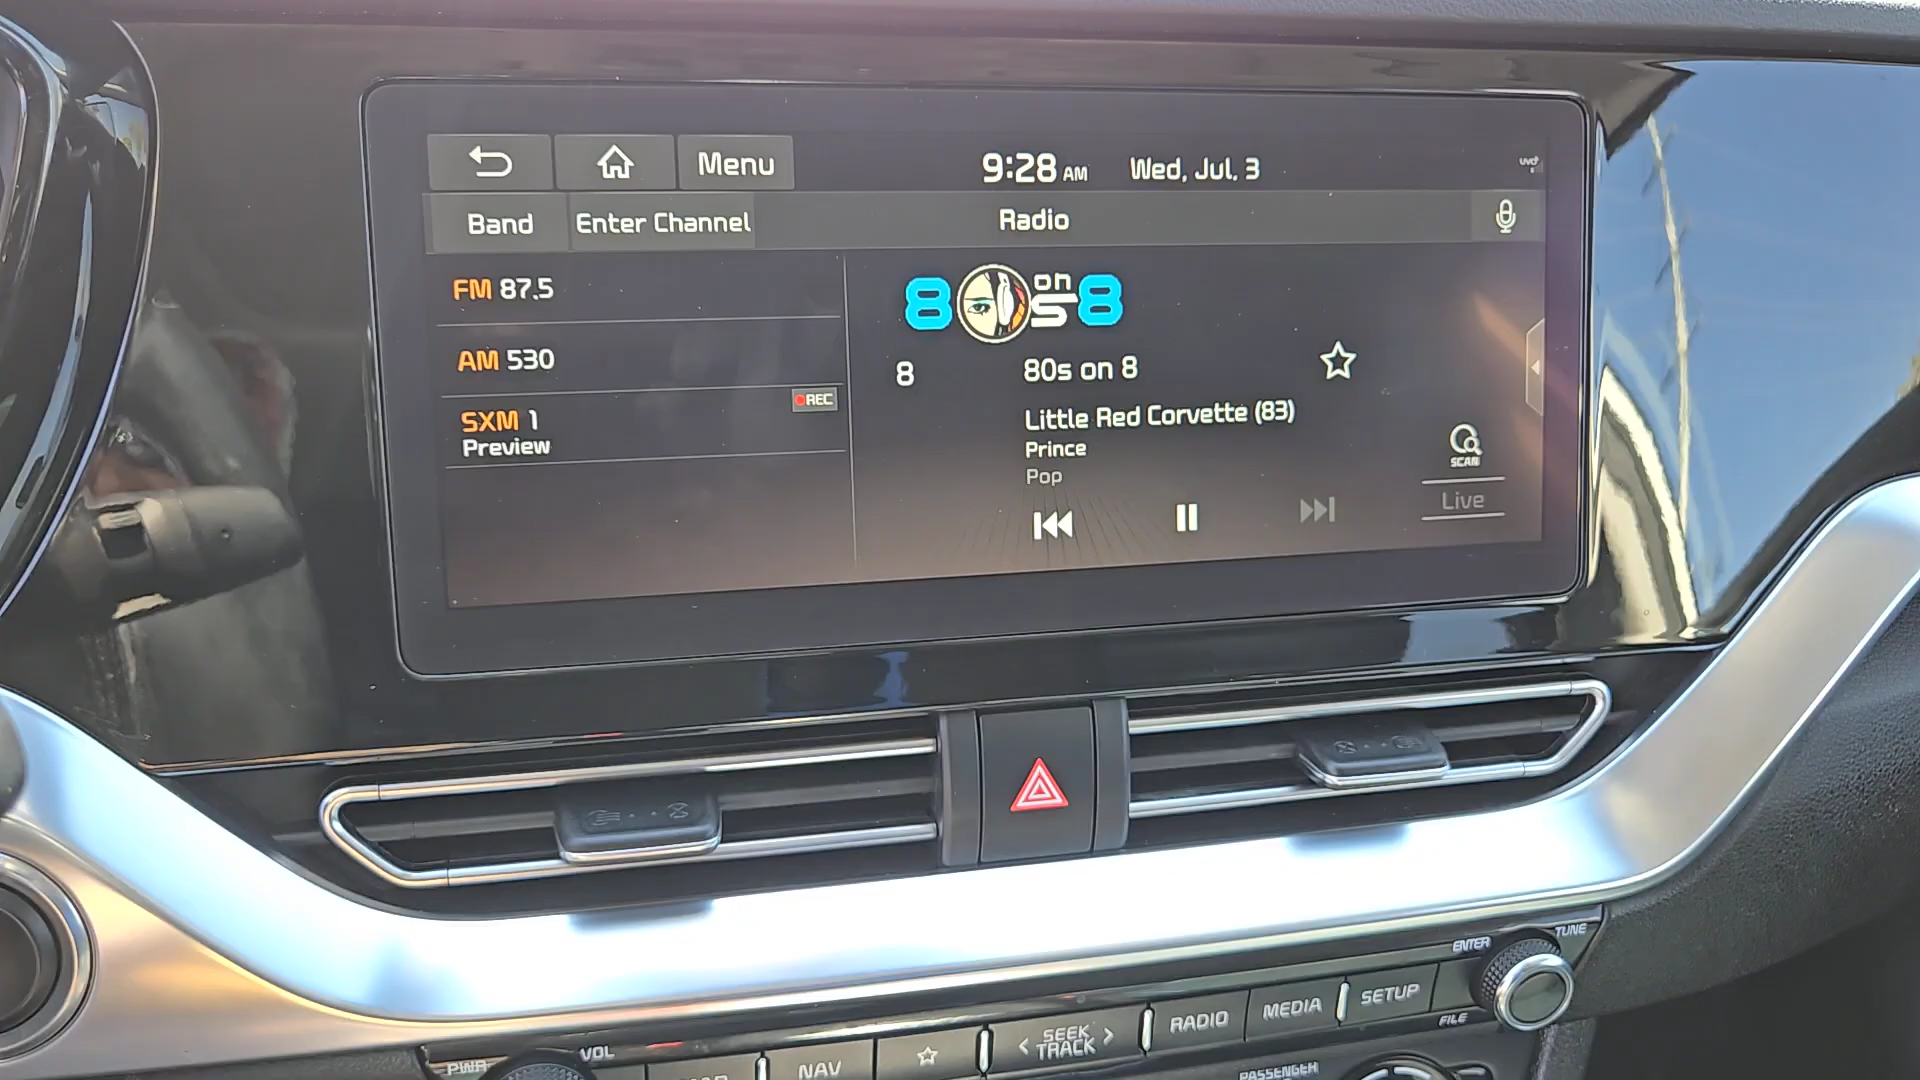 Menu
9:28 AM
Wed, Jul. 3
UVO
Band
Enter Channel
Radio
FM 87.5
AM 530
SXM 1
Preview
REC
8 on
s8
8
80s on 8
Little Red Corvette (83)
Prince
Pop
SCAN
Live
ENTER
TUNE
FILE
PWR
VOL
NAV
< SEEK >
TRACK
RADIO
MEDIA
SETUP
PASSENGER